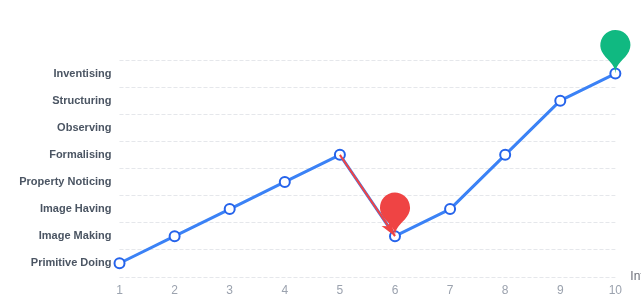 Inventising
Structuring
Observing
Formalising
Property Noticing
Image Having
Image Making
Primitive Doing
In
1 2 3 4 5 6 7 8 9 10